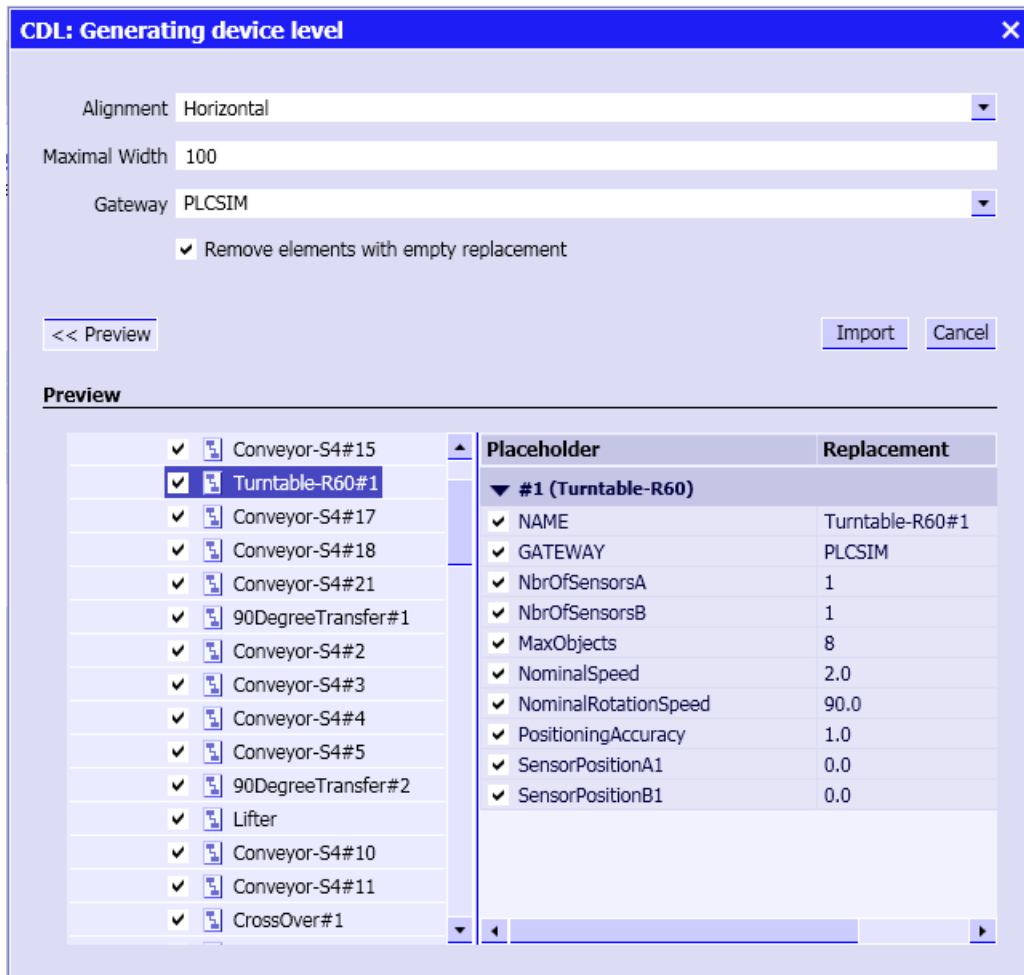 CDL: Generating device level
Alignment Horizontal
Maximal Width 100
Gateway PLCSIM
Remove elements with empty replacement
<< Preview Import Cancel
Preview
Conveyor-S4#15
Turntable-R60#1
Conveyor-S4#17
Conveyor-S4#18
Conveyor-S4#21
90DegreeTransfer#1
Conveyor-S4#2
Conveyor-S4#3
Conveyor-S4#4
Conveyor-S4#5
90DegreeTransfer#2
Lifter
Conveyor-S4#10
Conveyor-S4#11
CrossOver#1
Placeholder Replacement
#1 (Turntable-R60)
NAME Turntable-R60#1
GATEWAY PLCSIM
NbrOfSensorsA 1
NbrOfSensorsB 1
MaxObjects 8
NominalSpeed 2.0
NominalRotationSpeed 90.0
PositioningAccuracy 1.0
SensorPositionA1 0.0
SensorPositionB1 0.0